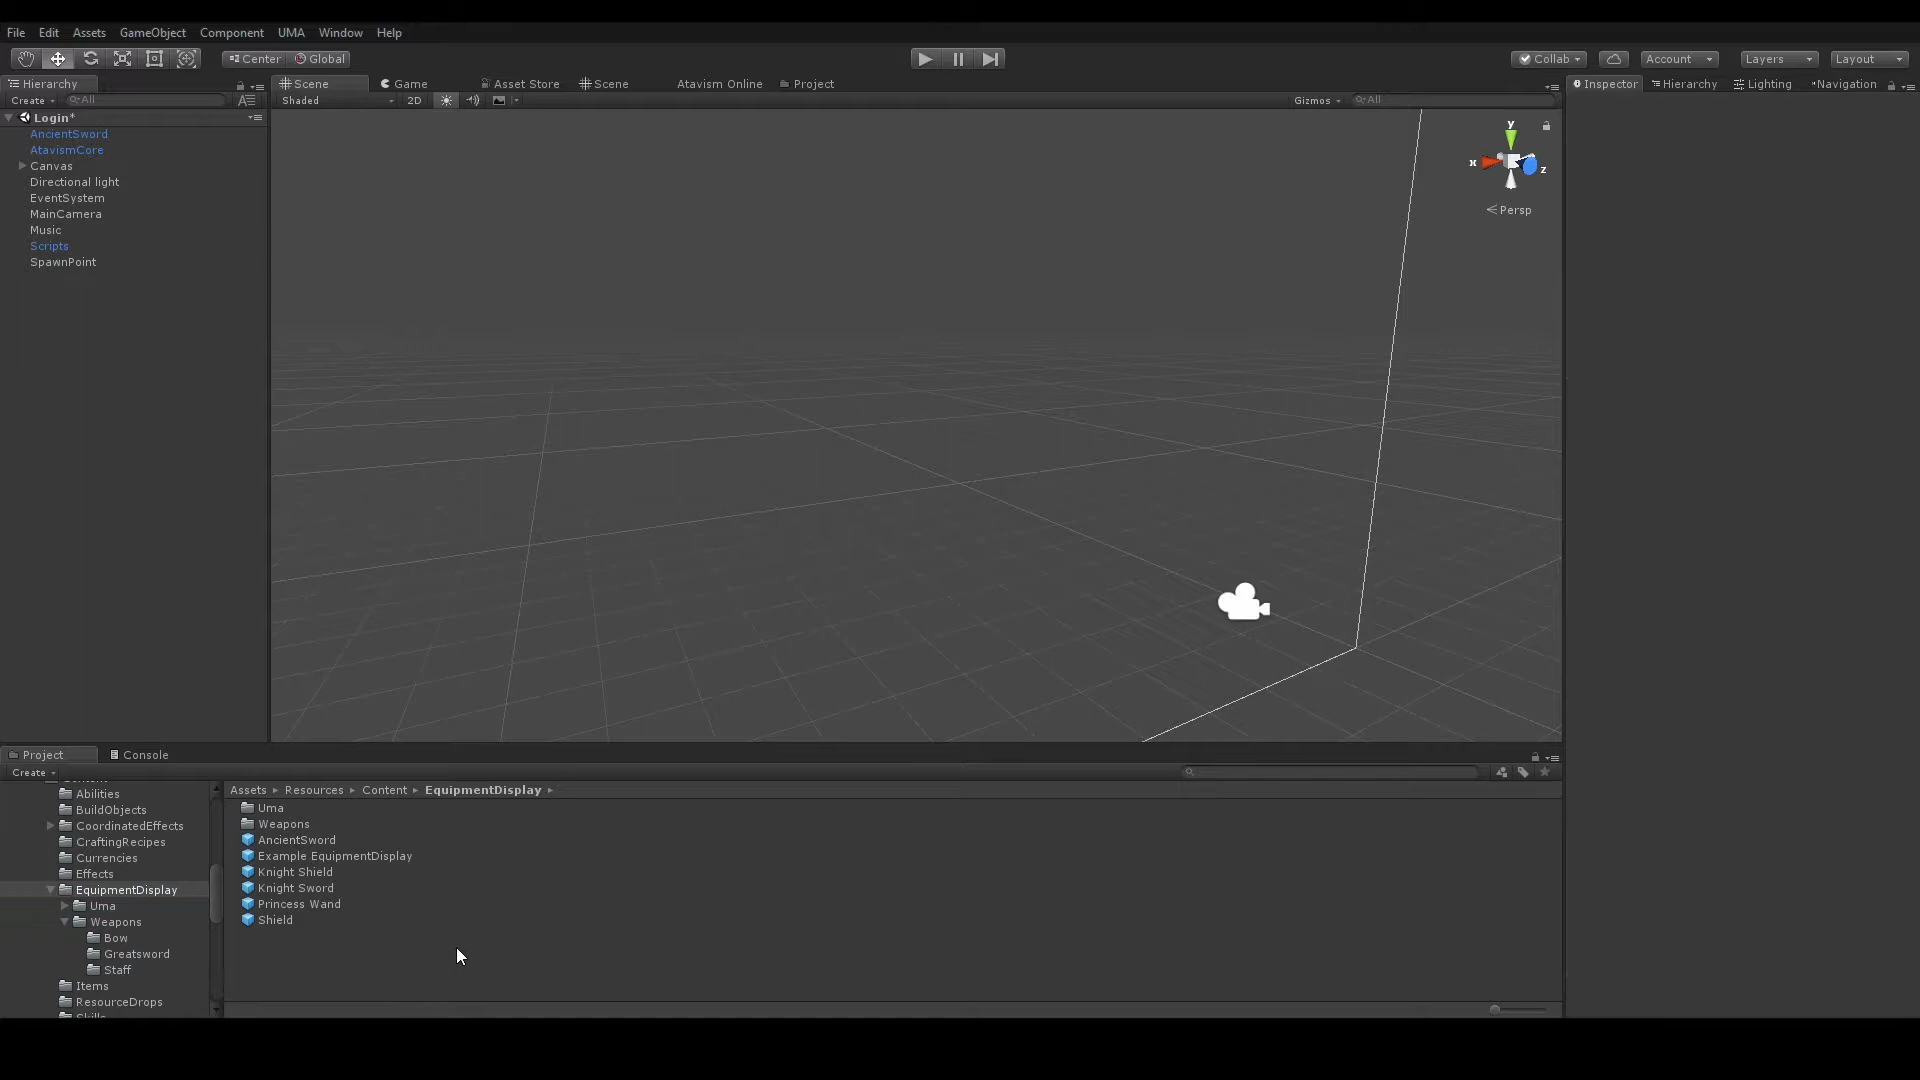 File Edit Assets GameObject Component UMA Window Help
Center Global Collab Account Layers Layout
Hierarchy Scene Game Asset Store Scene Atavism Online Project Inspector Hierarchy Lighting Navigation
Create All Shaded 2D Gizmos All
Login*
AncientSword
AtavismCore
Canvas
Directional light
EventSystem
MainCamera
Music
Scripts
SpawnPoint
y
x
z
Persp
Project Console
Create
Abilities
BuildObjects
CoordinatedEffects
CraftingRecipes
Currencies
Effects
EquipmentDisplay
Uma
Weapons
Bow
Greatsword
Staff
Items
ResourceDrops
Assets Resources Content EquipmentDisplay
Uma
Weapons
AncientSword
Example EquipmentDisplay
Knight Shield
Knight Sword
Princess Wand
Shield